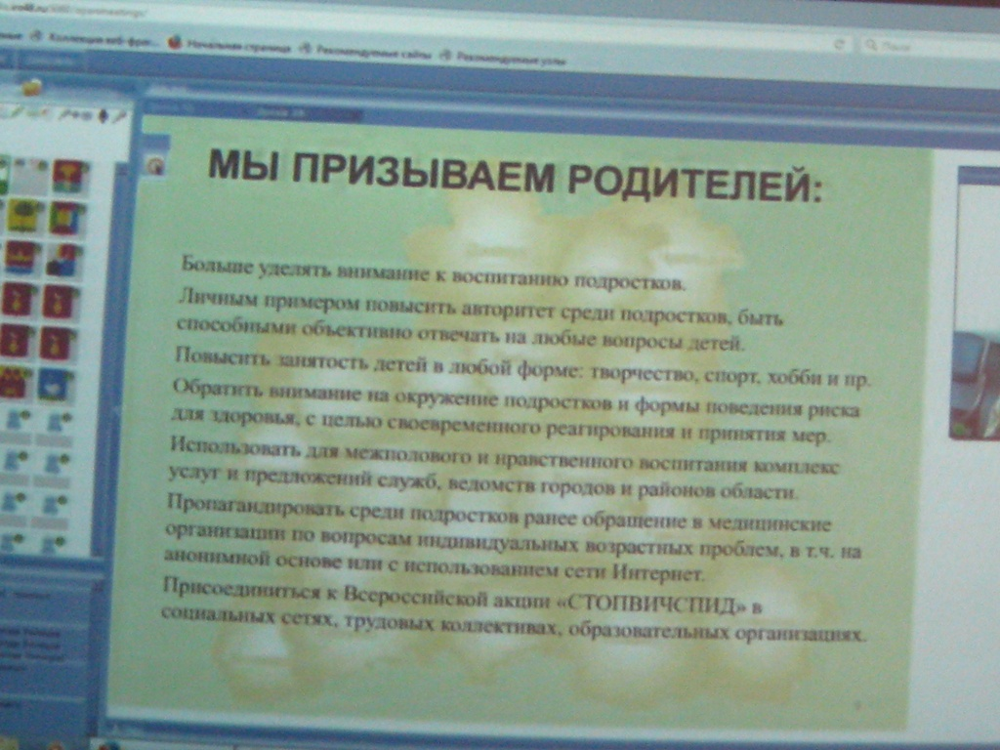 Начальная страница
Рекомендуемые сайты
Рекомендуемые узлы
МЫ ПРИЗЫВАЕМ РОДИТЕЛЕЙ:
Больше уделять внимание к воспитанию подростков.
Личным примером повысить авторитет среди подростков, быть
способными объективно отвечать на любые вопросы детей.
Повысить занятость детей в любой форме: творчество, спорт, хобби и пр.
Обратить внимание на окружение подростков и формы поведения риска
для здоровья, с целью своевременного реагирования и принятия мер.
Использовать для межполового и нравственного воспитания комплекс
услуг и предложений служб, ведомств городов и районов области.
Пропагандировать среди подростков ранее обращение в медицинские
организации по вопросам индивидуальных возрастных проблем, в т.ч. на
анонимной основе или с использованием сети Интернет.
Присоединиться к Всероссийской акции «СТОПВИЧСПИД» в
социальных сетях, трудовых коллективах, образовательных организациях.